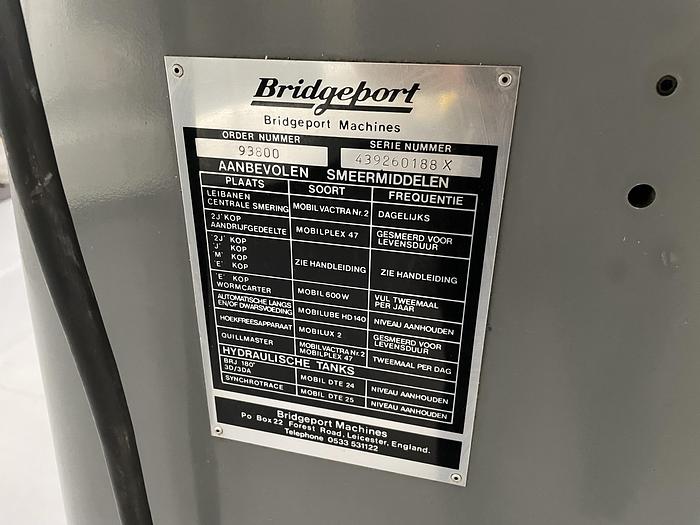 Bridgeport
Bridgeport Machines
ORDER NUMMER SERIE NUMMER
93800 439260188 X
AANBEVOLEN SMEERMIDDELEN
PLAATS SOORT FREQUENTIE
LEIBANEN
CENTRALE SMERING MOBIL VACTRA Nr. 2 DAGELIJKS
'2J' KOP
AANDRIJFGEDEELTE MOBILPLEX 47 GESMEERD VOOR
LEVENSDUUR
'2J' KOP
'J' KOP
'M' KOP
'E' KOP ZIE HANDLEIDING ZIE HANDLEIDING
'E' KOP
WORMCARTER MOBIL 600 W VUL TWEEMAAL
PER JAAR
AUTOMATISCHE LANGS
EN/OF DWARSVOEDING MOBILUBE HD 140 NIVEAU AANHOUDEN
HOEKFREESAPPARAAT MOBILUX 2 GESMEERD VOOR
LEVENSDUUR
QUILLMASTER MOBIL VACTRA Nr. 2
MOBILPLEX 47 TWEEMAAL PER DAG
HYDRAULISCHE TANKS
BRJ 180°
3D/3DA MOBIL DTE 24 NIVEAU AANHOUDEN
SYNCHROTRACE MOBIL DTE 25 NIVEAU AANHOUDEN
Bridgeport Machines
Po Box 22 Forest Road, Leicester, England.
Telephone 0533 531122